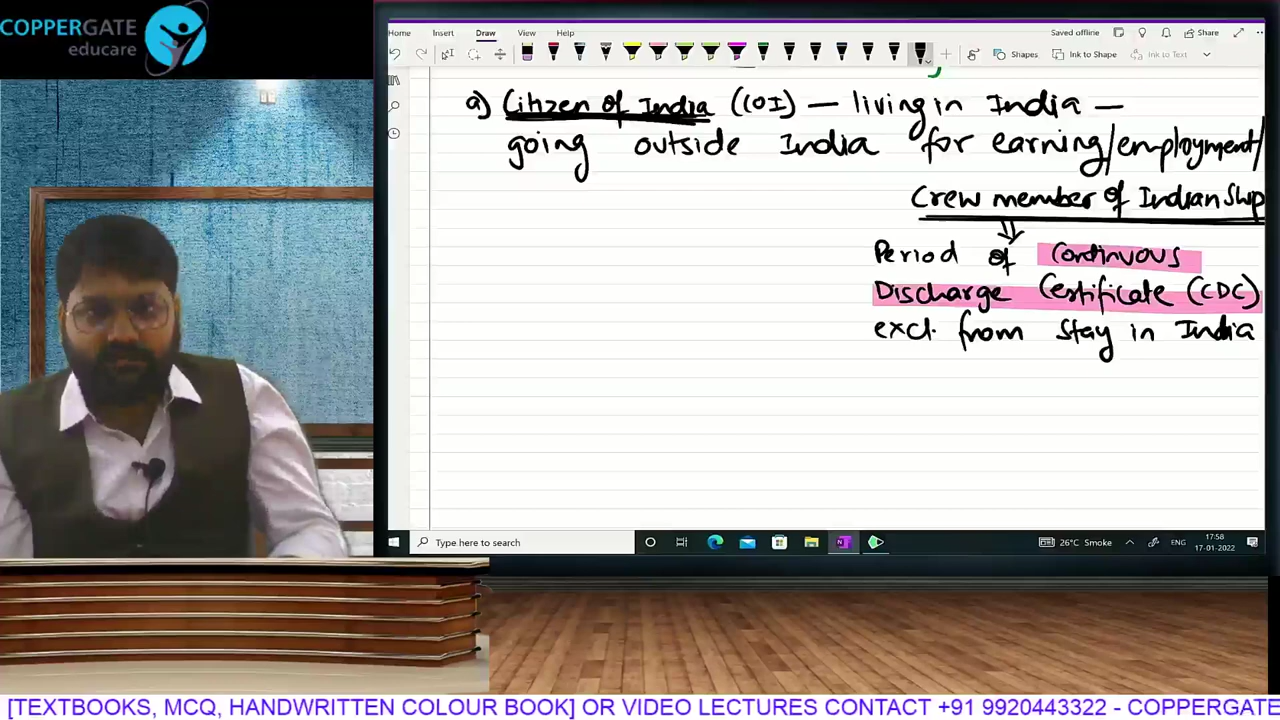 COPPERGATE
educare
Home Insert Draw View Help
Saved offline
Share
Shapes
Ink to Shape
Ink to Text
a) Citizen of India (COI) — living in India —
going outside India for earning/employment/
Crew member of Indian Ship
⇓
Period of Continuous
Discharge Certificate (CDC)
excl. from stay in India
Type here to search
26°C Smoke
ENG
17:58
17-01-2022
[TEXTBOOKS, MCQ, HANDWRITTEN COLOUR BOOK] OR VIDEO LECTURES CONTACT +91 9920443322 - COPPERGATE